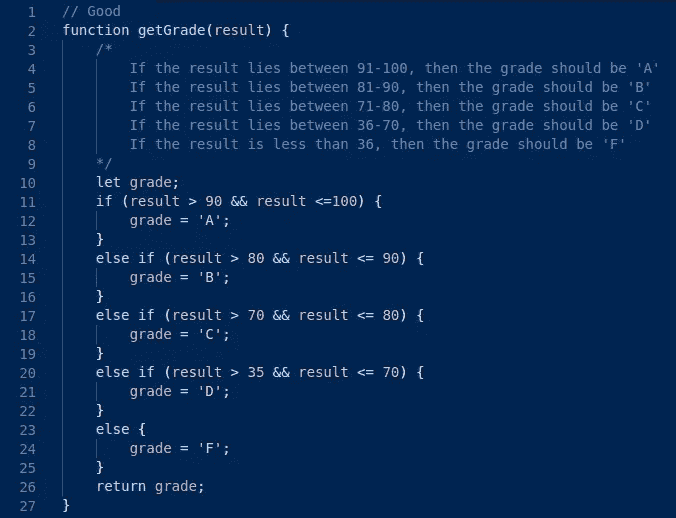 1 // Good
2 function getGrade(result) {
3 /*
4 If the result lies between 91-100, then the grade should be 'A'
5 If the result lies between 81-90, then the grade should be 'B'
6 If the result lies between 71-80, then the grade should be 'C'
7 If the result lies between 36-70, then the grade should be 'D'
8 If the result is less than 36, then the grade should be 'F'
9 */
10 let grade;
11 if (result > 90 && result <=100) {
12 grade = 'A';
13 }
14 else if (result > 80 && result <= 90) {
15 grade = 'B';
16 }
17 else if (result > 70 && result <= 80) {
18 grade = 'C';
19 }
20 else if (result > 35 && result <= 70) {
21 grade = 'D';
22 }
23 else {
24 grade = 'F';
25 }
26 return grade;
27 }